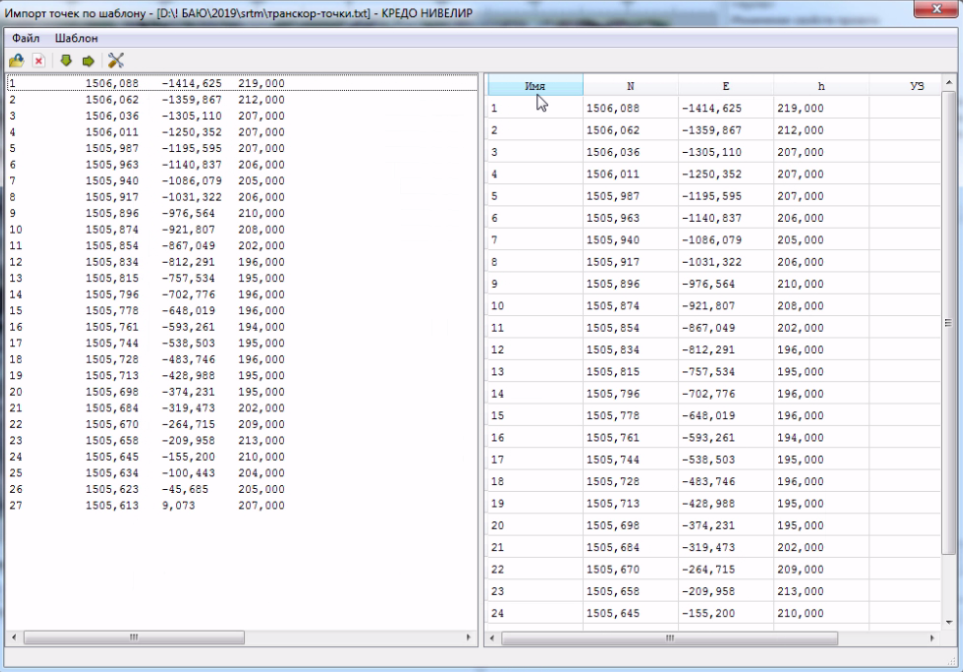 Импорт точек по шаблону - [D:\! БАЮ\2019\srtm\транскор-точки.txt] - КРЕДО НИВЕЛИР
Файл Шаблон
1 1506,088 -1414,625 219,000
2 1506,062 -1359,867 212,000
3 1506,036 -1305,110 207,000
4 1506,011 -1250,352 207,000
5 1505,987 -1195,595 207,000
6 1505,963 -1140,837 206,000
7 1505,940 -1086,079 205,000
8 1505,917 -1031,322 206,000
9 1505,896 -976,564 210,000
10 1505,874 -921,807 208,000
11 1505,854 -867,049 202,000
12 1505,834 -812,291 196,000
13 1505,815 -757,534 195,000
14 1505,796 -702,776 196,000
15 1505,778 -648,019 196,000
16 1505,761 -593,261 194,000
17 1505,744 -538,503 195,000
18 1505,728 -483,746 196,000
19 1505,713 -428,988 195,000
20 1505,698 -374,231 195,000
21 1505,684 -319,473 202,000
22 1505,670 -264,715 209,000
23 1505,658 -209,958 213,000
24 1505,645 -155,200 210,000
25 1505,634 -100,443 204,000
26 1505,623 -45,685 205,000
27 1505,613 9,073 207,000
Имя N E h УЗ
1 1506,088 -1414,625 219,000
2 1506,062 -1359,867 212,000
3 1506,036 -1305,110 207,000
4 1506,011 -1250,352 207,000
5 1505,987 -1195,595 207,000
6 1505,963 -1140,837 206,000
7 1505,940 -1086,079 205,000
8 1505,917 -1031,322 206,000
9 1505,896 -976,564 210,000
10 1505,874 -921,807 208,000
11 1505,854 -867,049 202,000
12 1505,834 -812,291 196,000
13 1505,815 -757,534 195,000
14 1505,796 -702,776 196,000
15 1505,778 -648,019 196,000
16 1505,761 -593,261 194,000
17 1505,744 -538,503 195,000
18 1505,728 -483,746 196,000
19 1505,713 -428,988 195,000
20 1505,698 -374,231 195,000
21 1505,684 -319,473 202,000
22 1505,670 -264,715 209,000
23 1505,658 -209,958 213,000
24 1505,645 -155,200 210,000